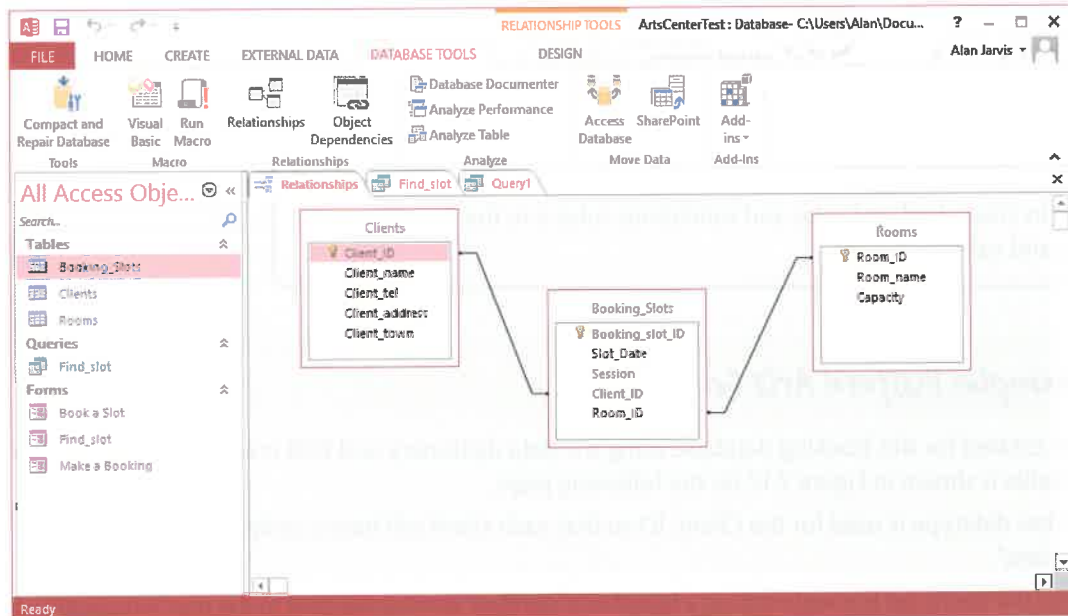 RELATIONSHIP TOOLS
ArtsCenterTest : Database- C:\Users\Alan\Docu...
?
FILE
HOME
CREATE
EXTERNAL DATA
DATABASE TOOLS
DESIGN
Alan Jarvis
Compact and
Repair Database
Tools
Visual
Basic
Run
Macro
Macro
Relationships
Object
Dependencies
Relationships
Database Documenter
Analyze Performance
Analyze Table
Analyze
Access
Database
SharePoint
Move Data
Add-
ins
Add-Ins
All Access Obje... «
Search..
Tables
Booking_Slots
Clients
Rooms
Queries
Find_slot
Forms
Book a Slot
Find_slot
Make a Booking
Relationships
Find_slot
Query1
Clients
Client_ID
Client_name
Client_tel
Client_address
Client_town
Booking_Slots
Booking_slot_ID
Slot_Date
Session
Client_ID
Room_ID
Rooms
Room_ID
Room_name
Capacity
Ready